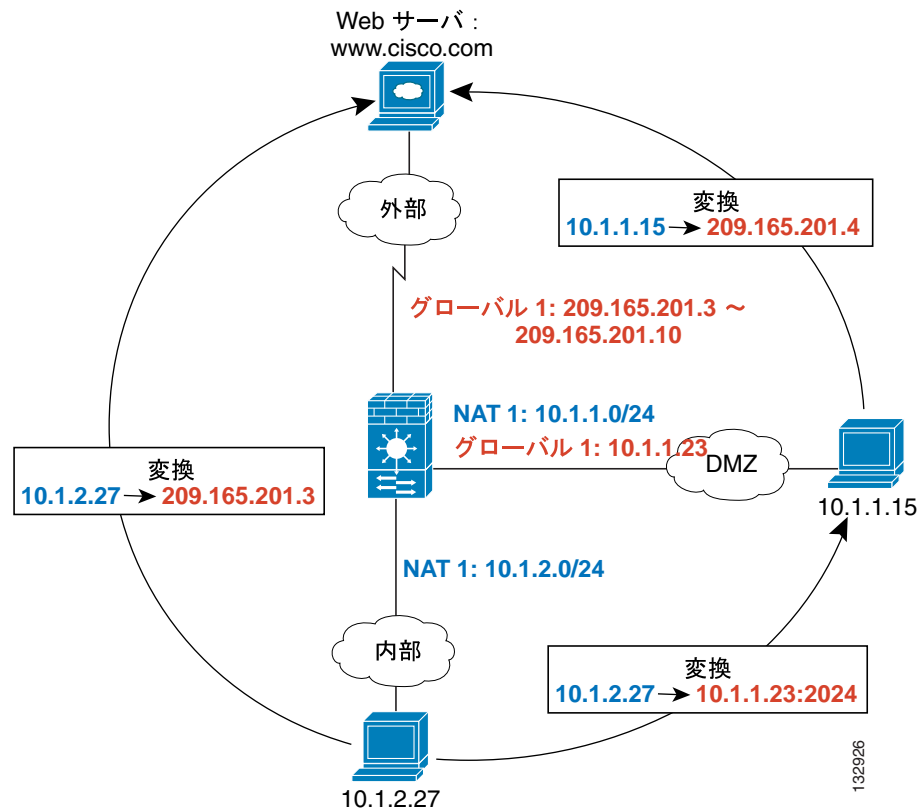 Web サーバ：
www.cisco.com
外部
変換
10.1.1.15 209.165.201.4
グローバル 1: 209.165.201.3 ～
209.165.201.10
NAT 1: 10.1.1.0/24
グローバル 1: 10.1.1.23
DMZ
10.1.1.15
変換
10.1.2.27 209.165.201.3
NAT 1: 10.1.2.0/24
内部
変換
10.1.2.27 10.1.1.23:2024
10.1.2.27
132926